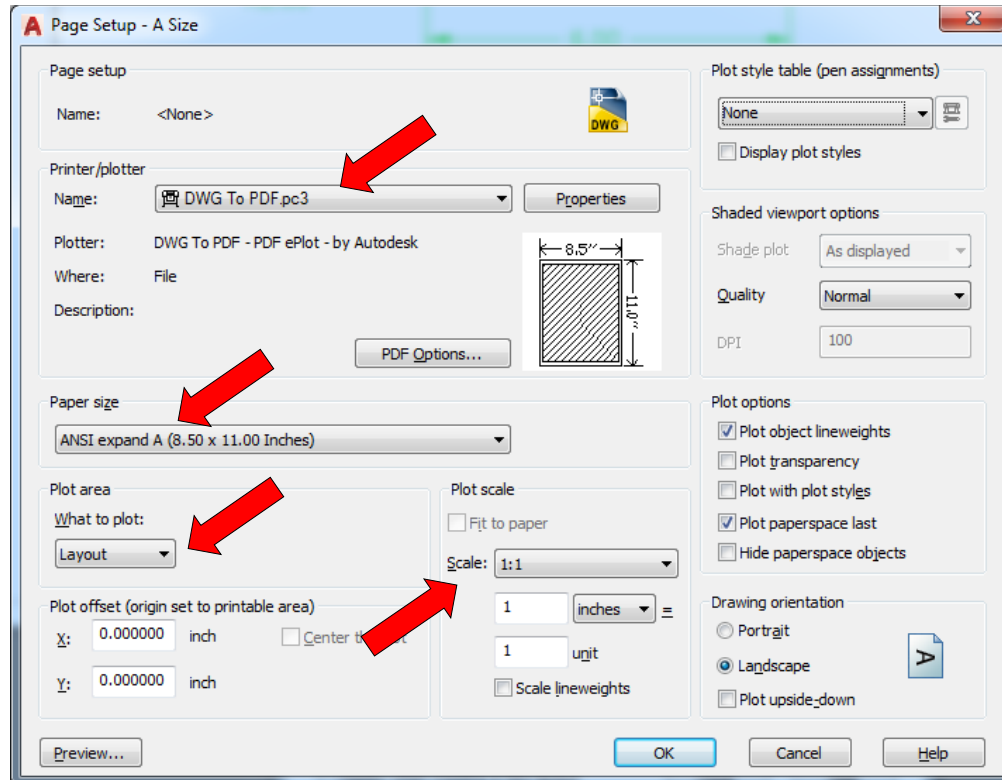 Page Setup - A Size
Page setup
Name: <None>
DWG
Printer/plotter
Name: DWG To PDF.pc3
Properties
Plotter: DWG To PDF - PDF ePlot - by Autodesk
Where: File
Description:
8.5″
11.0″
PDF Options...
Paper size
ANSI expand A (8.50 x 11.00 Inches)
Plot area
What to plot:
Layout
Plot offset (origin set to printable area)
X: 0.000000 inch
Center
Y: 0.000000 inch
Plot scale
Fit to paper
Scale: 1:1
1 inches =
1 unit
Scale lineweights
Plot style table (pen assignments)
None
Display plot styles
Shaded viewport options
Shade plot As displayed
Quality Normal
DPI 100
Plot options
Plot object lineweights
Plot transparency
Plot with plot styles
Plot paperspace last
Hide paperspace objects
Drawing orientation
Portrait
Landscape
Plot upside-down
A
Preview...
OK
Cancel
Help